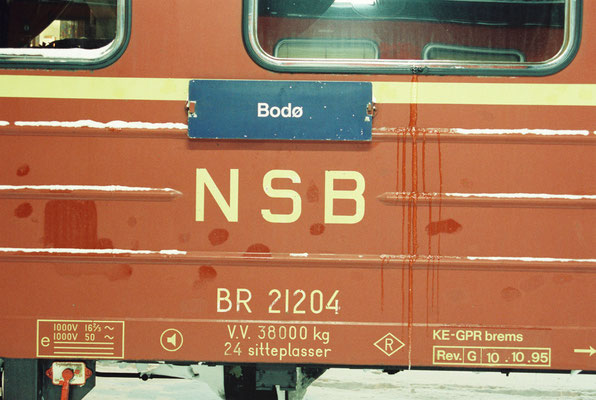 Bodø
NSB
BR 21204
e 1000V 16⅔ ~
1000V 50 ~
V.V. 38000 kg
24 sitteplasser
R
KE-GPR brems
Rev. G 10.10.95